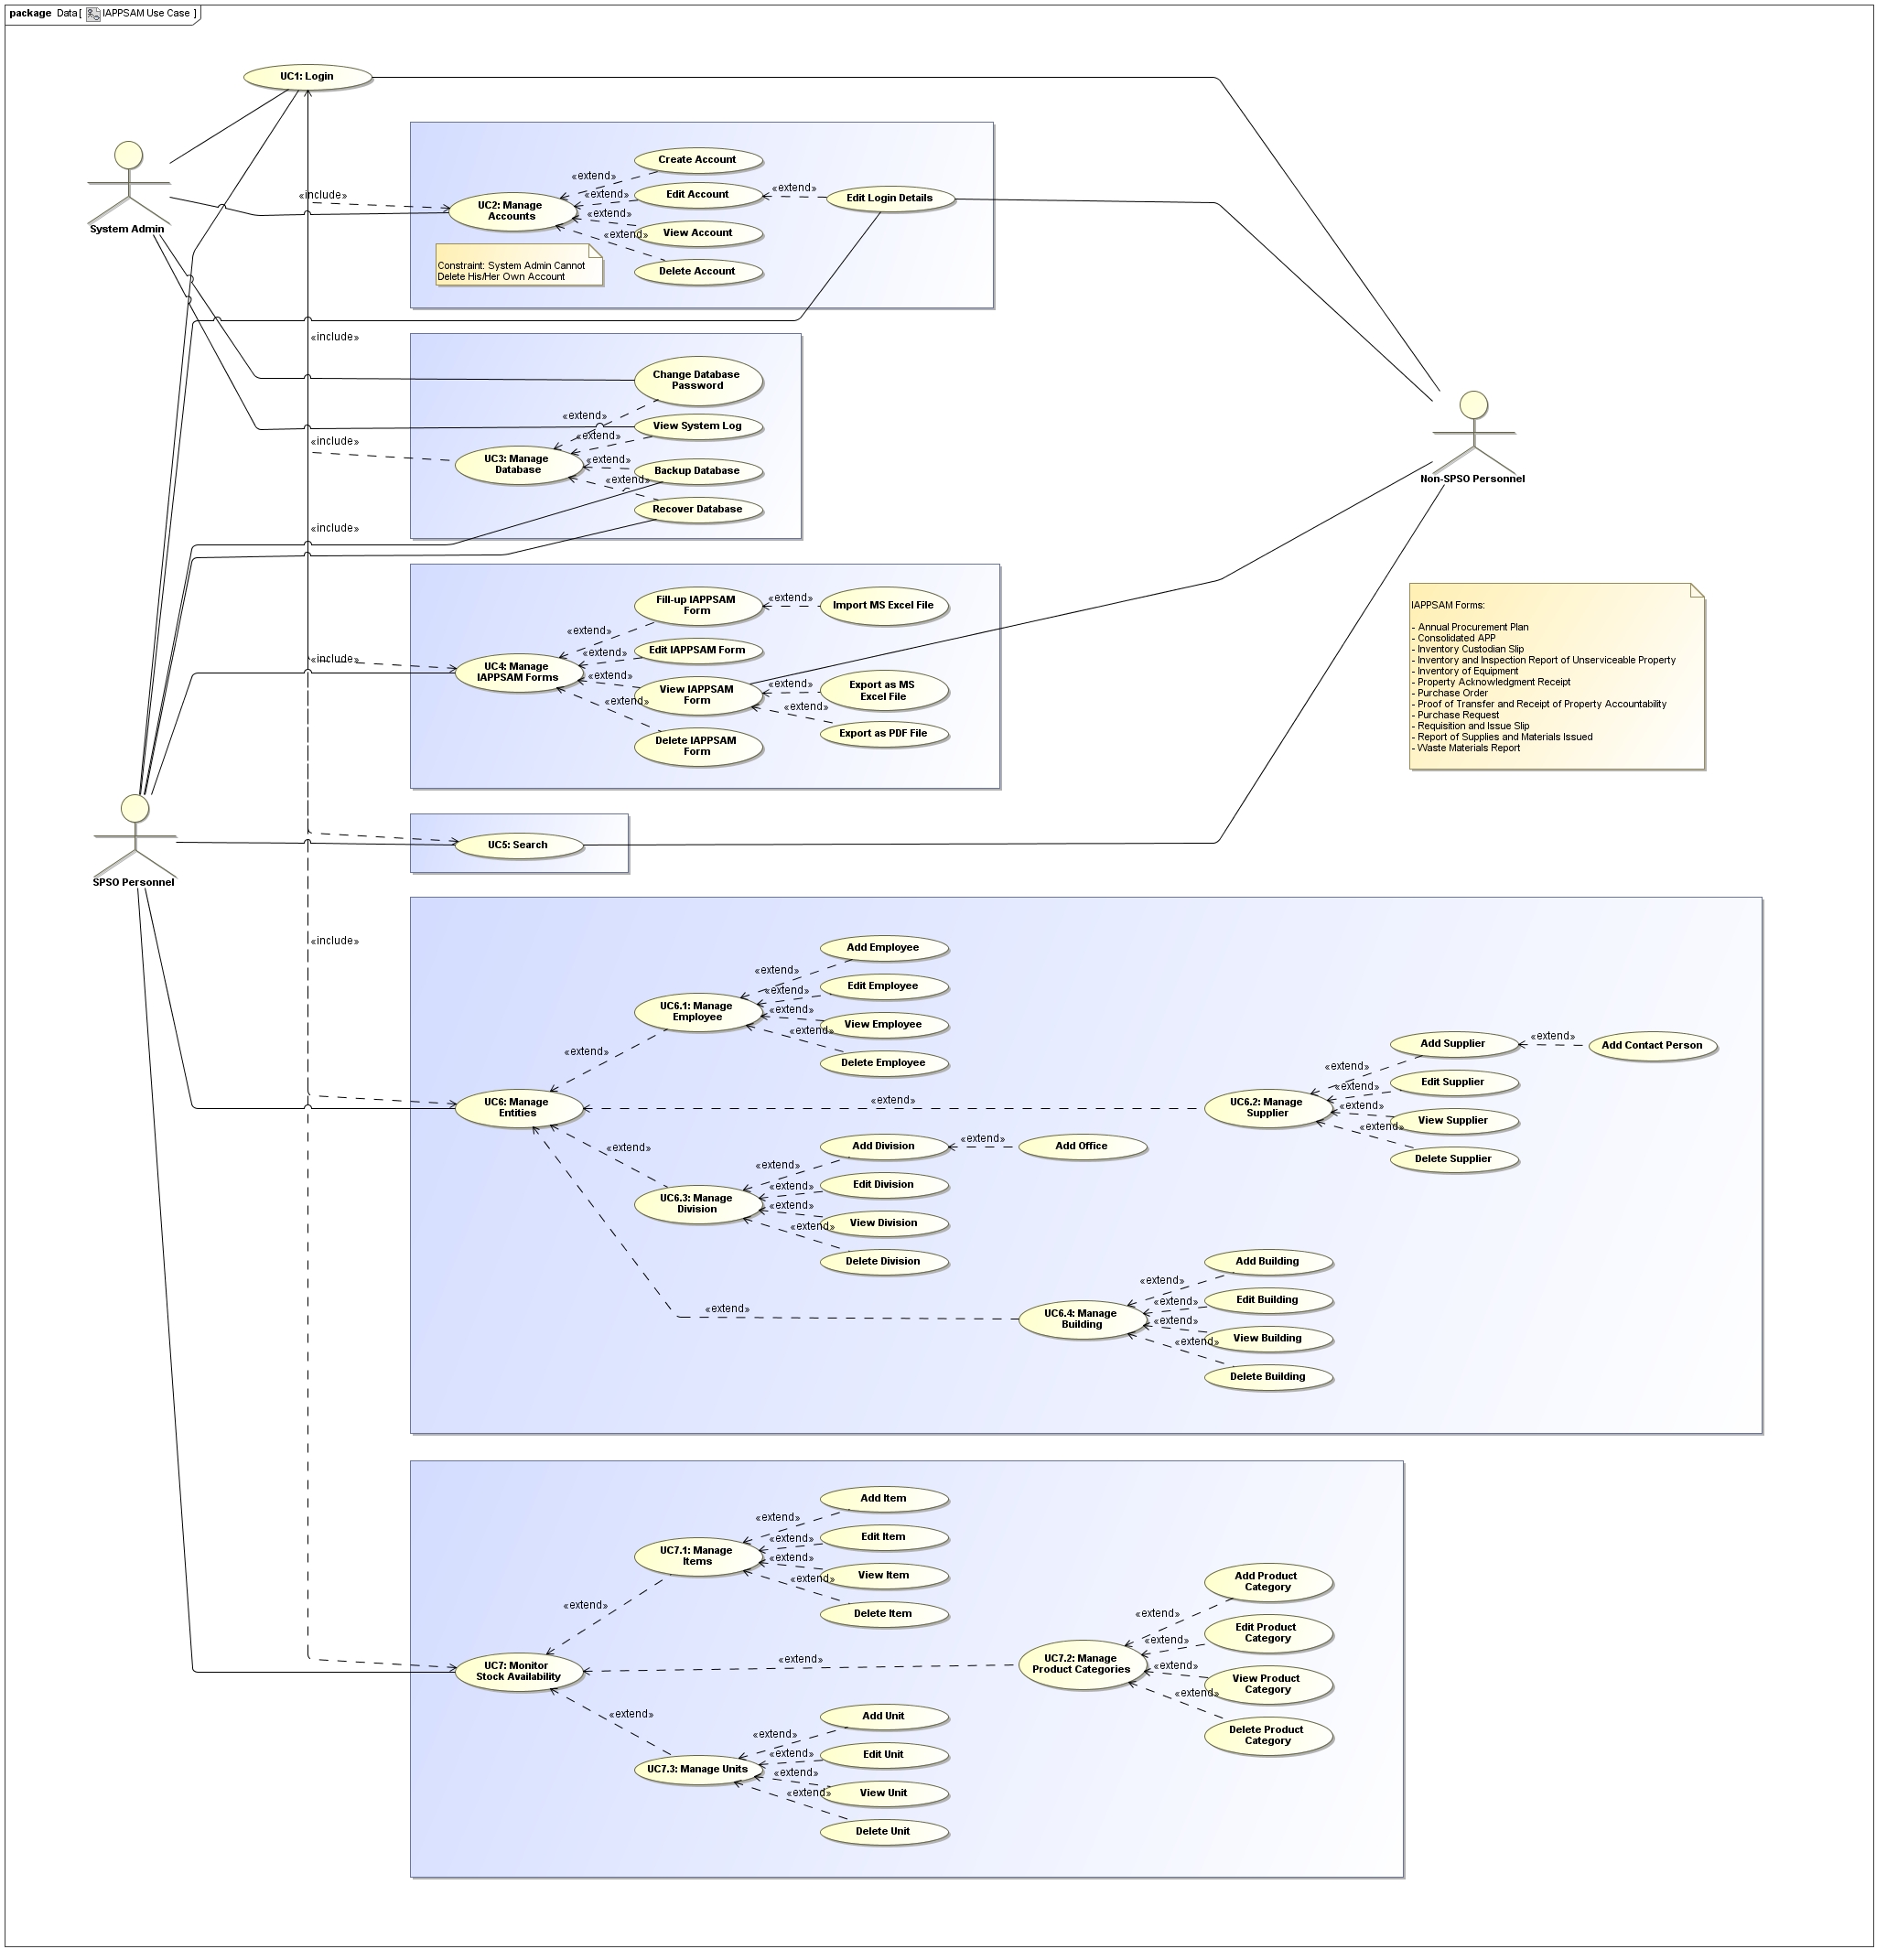 package Data [ IAPPSAM Use Case ]
UC1: Login
System Admin
«include»
UC2: Manage
Accounts
«extend»
«extend»
«extend»
«extend»
Create Account
Edit Account
View Account
Delete Account
«extend»
Edit Login Details
Constraint: System Admin Cannot
Delete His/Her Own Account
«include»
Change Database
Password
«extend»
View System Log
«extend»
«include»
UC3: Manage
Database
«extend»
Backup Database
«extend»
Recover Database
«include»
Non-SPSO Personnel
Fill-up IAPPSAM
Form
«extend»
Import MS Excel File
«extend»
Edit IAPPSAM Form
«extend»
«include»
UC4: Manage
IAPPSAM Forms
«extend»
View IAPPSAM
Form
«extend»
Export as MS
Excel File
«extend»
«extend»
Export as PDF File
Delete IAPPSAM
Form
IAPPSAM Forms:
- Annual Procurement Plan
- Consolidated APP
- Inventory Custodian Slip
- Inventory and Inspection Report of Unserviceable Property
- Inventory of Equipment
- Property Acknowledgment Receipt
- Purchase Order
- Proof of Transfer and Receipt of Property Accountability
- Purchase Request
- Requisition and Issue Slip
- Report of Supplies and Materials Issued
- Waste Materials Report
UC5: Search
SPSO Personnel
«include»
Add Employee
«extend»
Edit Employee
«extend»
UC6.1: Manage
Employee
«extend»
View Employee
«extend»
Delete Employee
«extend»
UC6: Manage
Entities
«extend»
UC6.2: Manage
Supplier
Add Supplier
«extend»
Add Contact Person
«extend»
Edit Supplier
«extend»
«extend»
View Supplier
«extend»
Delete Supplier
«extend»
Add Division
«extend»
Add Office
«extend»
Edit Division
«extend»
UC6.3: Manage
Division
«extend»
View Division
«extend»
Delete Division
«extend»
UC6.4: Manage
Building
Add Building
«extend»
Edit Building
«extend»
«extend»
View Building
«extend»
Delete Building
Add Item
«extend»
Edit Item
«extend»
UC7.1: Manage
Items
«extend»
View Item
«extend»
Delete Item
«extend»
UC7: Monitor
Stock Availability
«extend»
UC7.2: Manage
Product Categories
Add Product
Category
«extend»
Edit Product
Category
«extend»
«extend»
View Product
Category
«extend»
Delete Product
Category
«extend»
Add Unit
«extend»
Edit Unit
«extend»
UC7.3: Manage Units
«extend»
View Unit
«extend»
Delete Unit